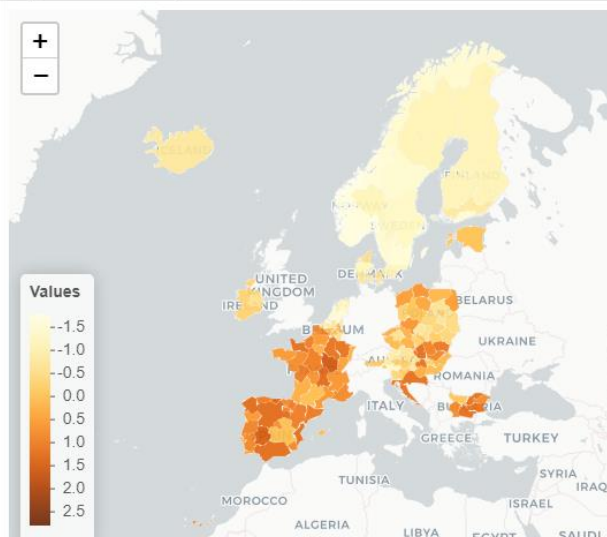 +
−
ICELAND
FINLAND
NORWAY
SWEDEN
DENMARK
UNITED
KINGDOM
IRELAND
BELARUS
BELGIUM
UKRAINE
AUSTRIA
ROMANIA
ITALY
BULGARIA
GREECE
TURKEY
SYRIA
TUNISIA
IRAQ
MOROCCO
ISRAEL
ALGERIA
LIBYA
EGYPT
SAUDI
Values
-1.5
-1.0
-0.5
0.0
0.5
1.0
1.5
2.0
2.5